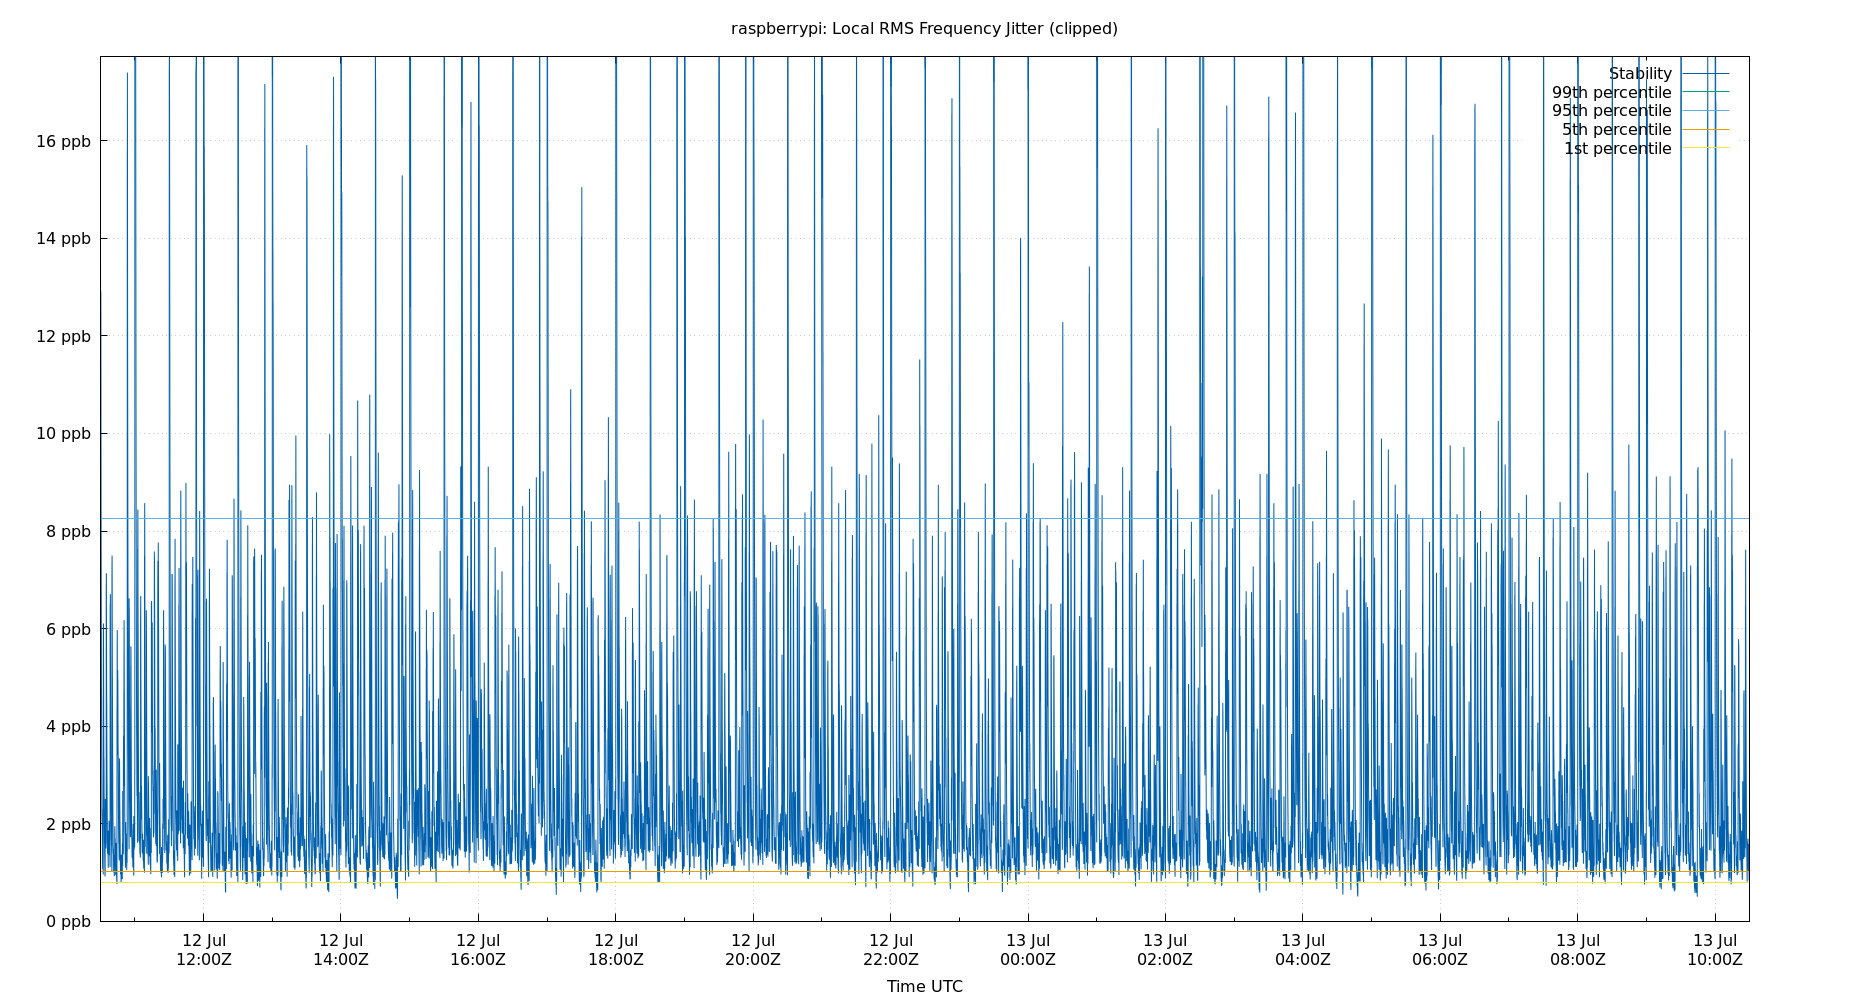 raspberrypi: Local RMS Frequency Jitter (clipped)
Stability
99th percentile
95th percentile
5th percentile
1st percentile
16 ppb
14 ppb
12 ppb
10 ppb
8 ppb
6 ppb
4 ppb
2 ppb
0 ppb
12 Jul 12 Jul 12 Jul 12 Jul 12 Jul 12 Jul 13 Jul 13 Jul 13 Jul 13 Jul 13 Jul 13 Jul
12:00Z 14:00Z 16:00Z 18:00Z 20:00Z 22:00Z 00:00Z 02:00Z 04:00Z 06:00Z 08:00Z 10:00Z
Time UTC